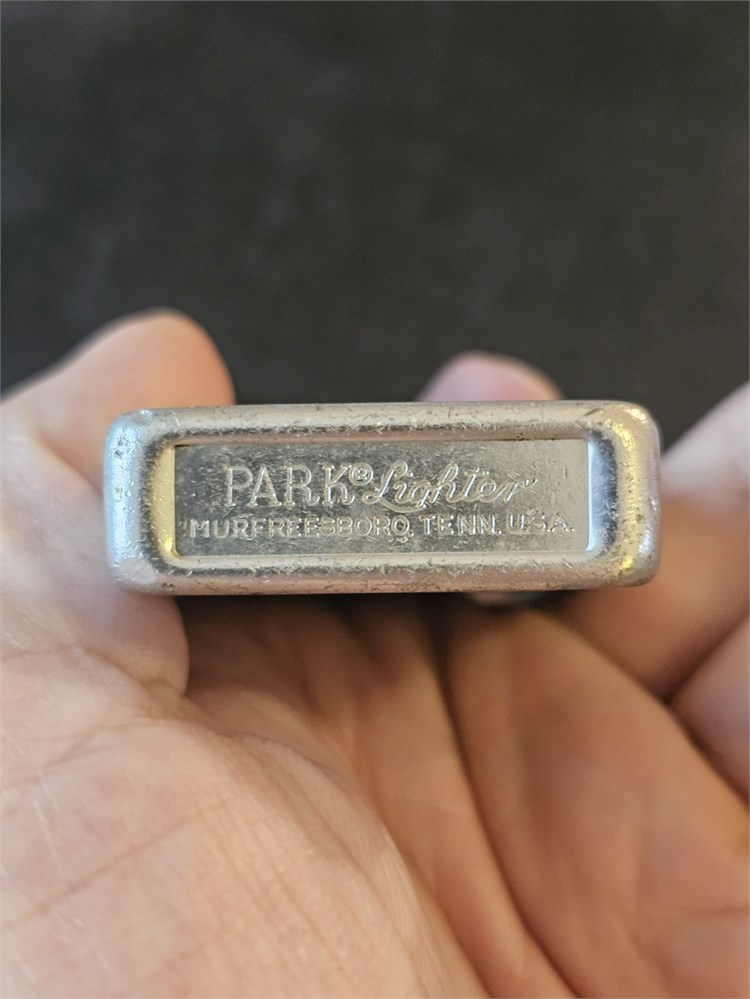 PARK® Lighter
MURFREESBORO, TENN. U.S.A.